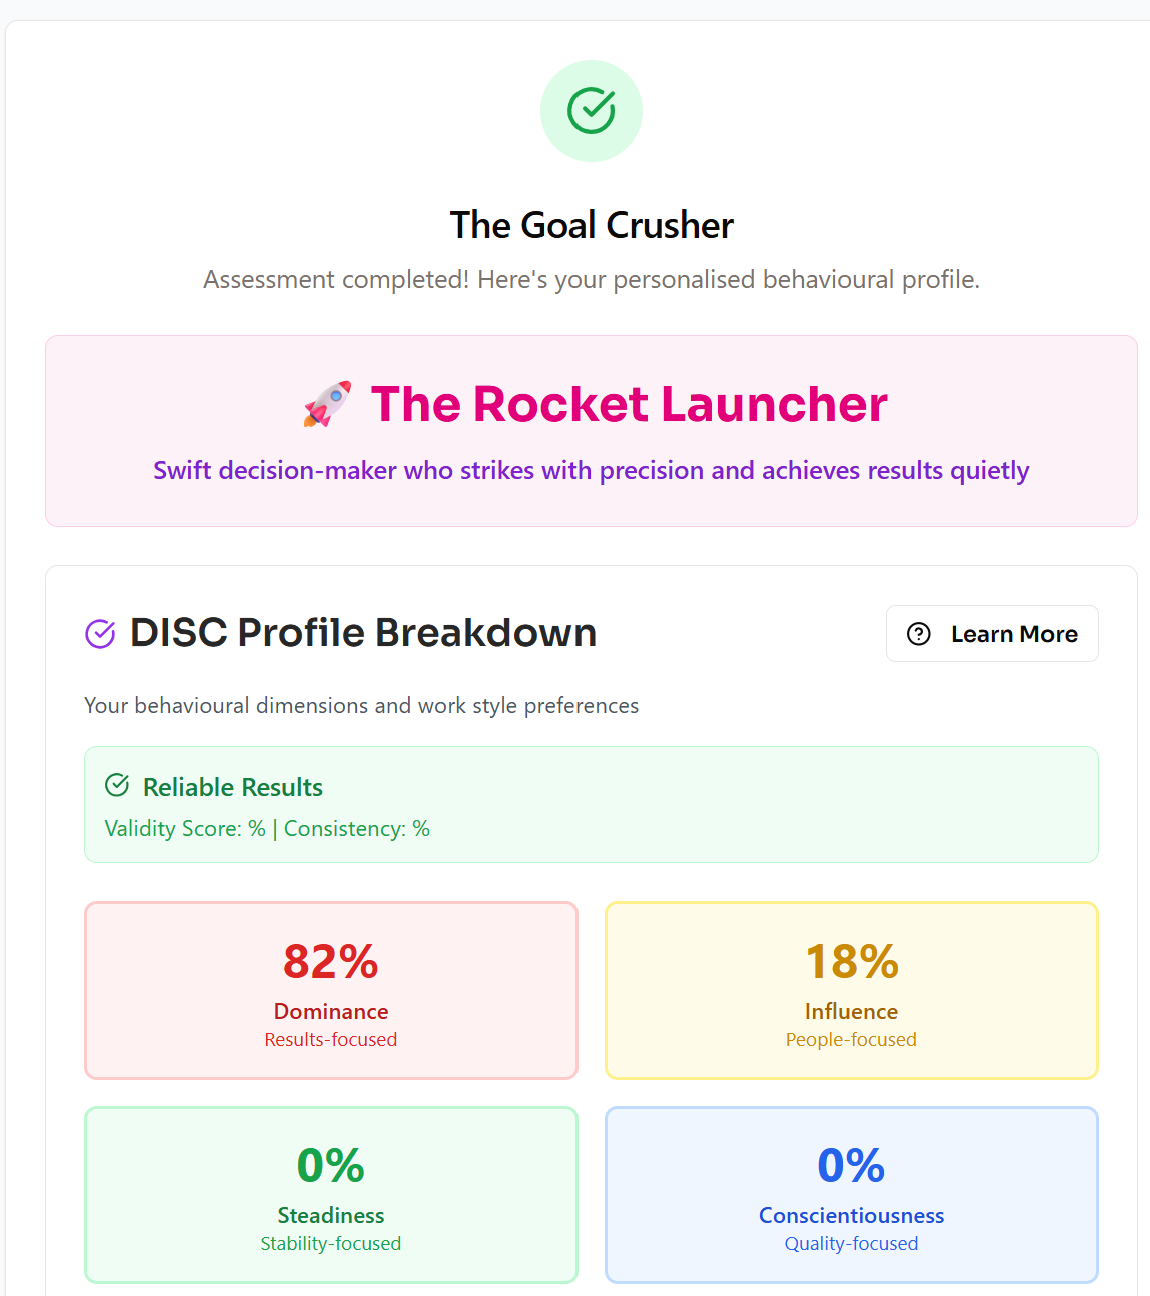 The Goal Crusher
Assessment completed! Here's your personalised behavioural profile.
🚀 The Rocket Launcher
Swift decision-maker who strikes with precision and achieves results quietly
DISC Profile Breakdown
Learn More
Your behavioural dimensions and work style preferences
Reliable Results
Validity Score: % | Consistency: %
82%
Dominance
Results-focused
18%
Influence
People-focused
0%
Steadiness
Stability-focused
0%
Conscientiousness
Quality-focused